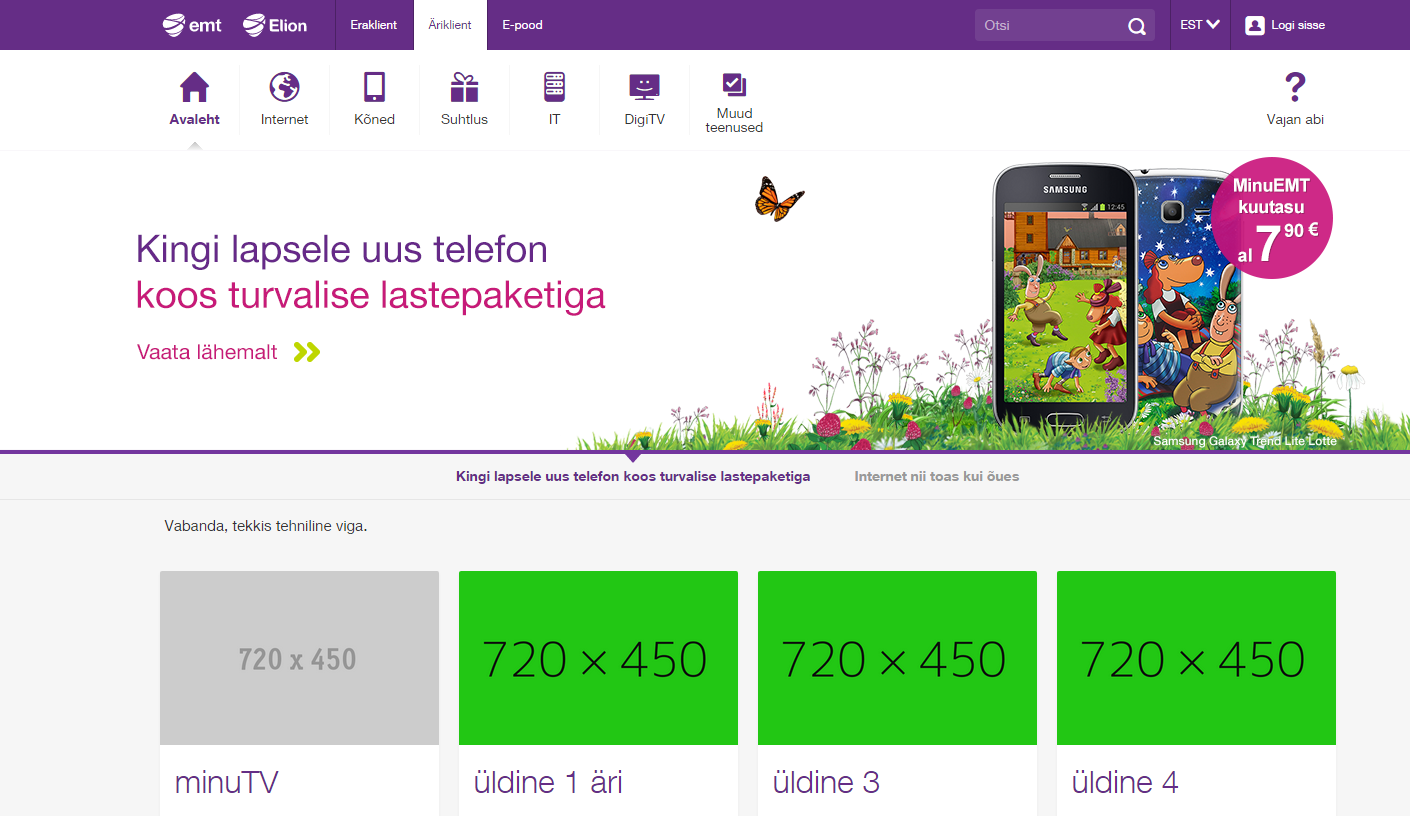 emt
Elion
Eraklient
Äriklient
E-pood
Otsi
EST
Logi sisse
Avaleht
Internet
Kõned
Suhtlus
IT
DigiTV
Muud
teenused
Vajan abi
Kingi lapsele uus telefon
koos turvalise lastepaketiga
Vaata lähemalt
SAMSUNG
12:45
MinuEMT
kuutasu
al 7 90 €
Samsung Galaxy Trend Lite Lotte
Kingi lapsele uus telefon koos turvalise lastepaketiga
Internet nii toas kui õues
Vabanda, tekkis tehniline viga.
720 x 450
720 × 450
720 × 450
720 × 450
minuTV
üldine 1 äri
üldine 3
üldine 4